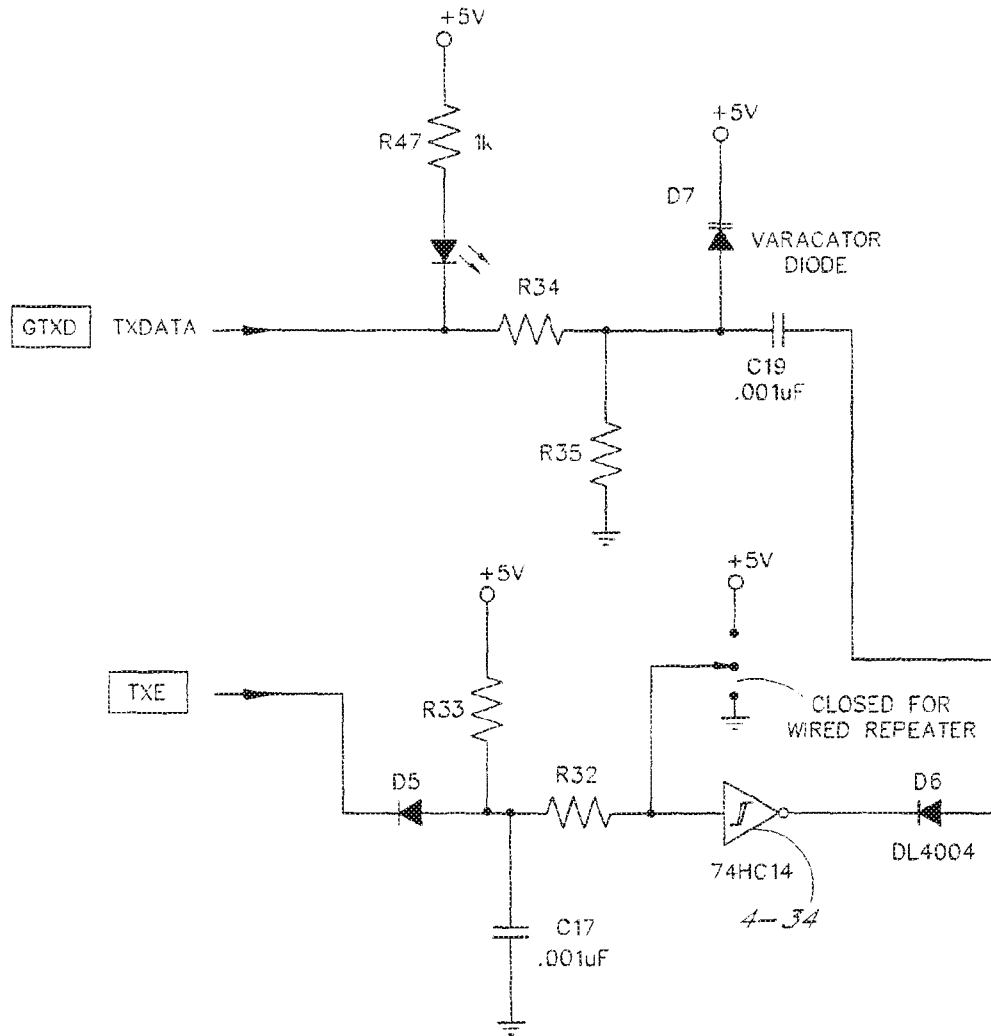 +5V
R47
1k
+5V
D7
VARACATOR
DIODE
R34
GTXD
TXDATA
C19
.001uF
R35
+5V
+5V
TXE
R33
CLOSED FOR
WIRED REPEATER
D5
R32
D6
74HC14
DL4004
4-34
C17
.001uF